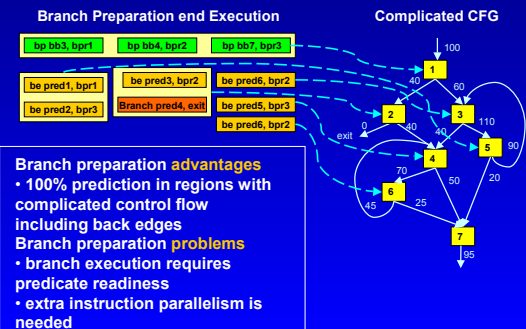 Branch Preparation end Execution
Complicated CFG
bp bb3, bpr1
bp bb4, bpr2
bp bb7, bpr3
be pred1, bpr1
be pred2, bpr3
be pred3, bpr2
Branch pred4, exit
be pred6, bpr2
be pred5, bpr3
be pred6, bpr2
100
1
40
60
2
3
0
exit
40
40
110
4
5
90
70
50
20
6
45
25
7
95
Branch preparation advantages
• 100% prediction in regions with
complicated control flow
including back edges
Branch preparation problems
• branch execution requires
predicate readiness
• extra instruction parallelism is
needed